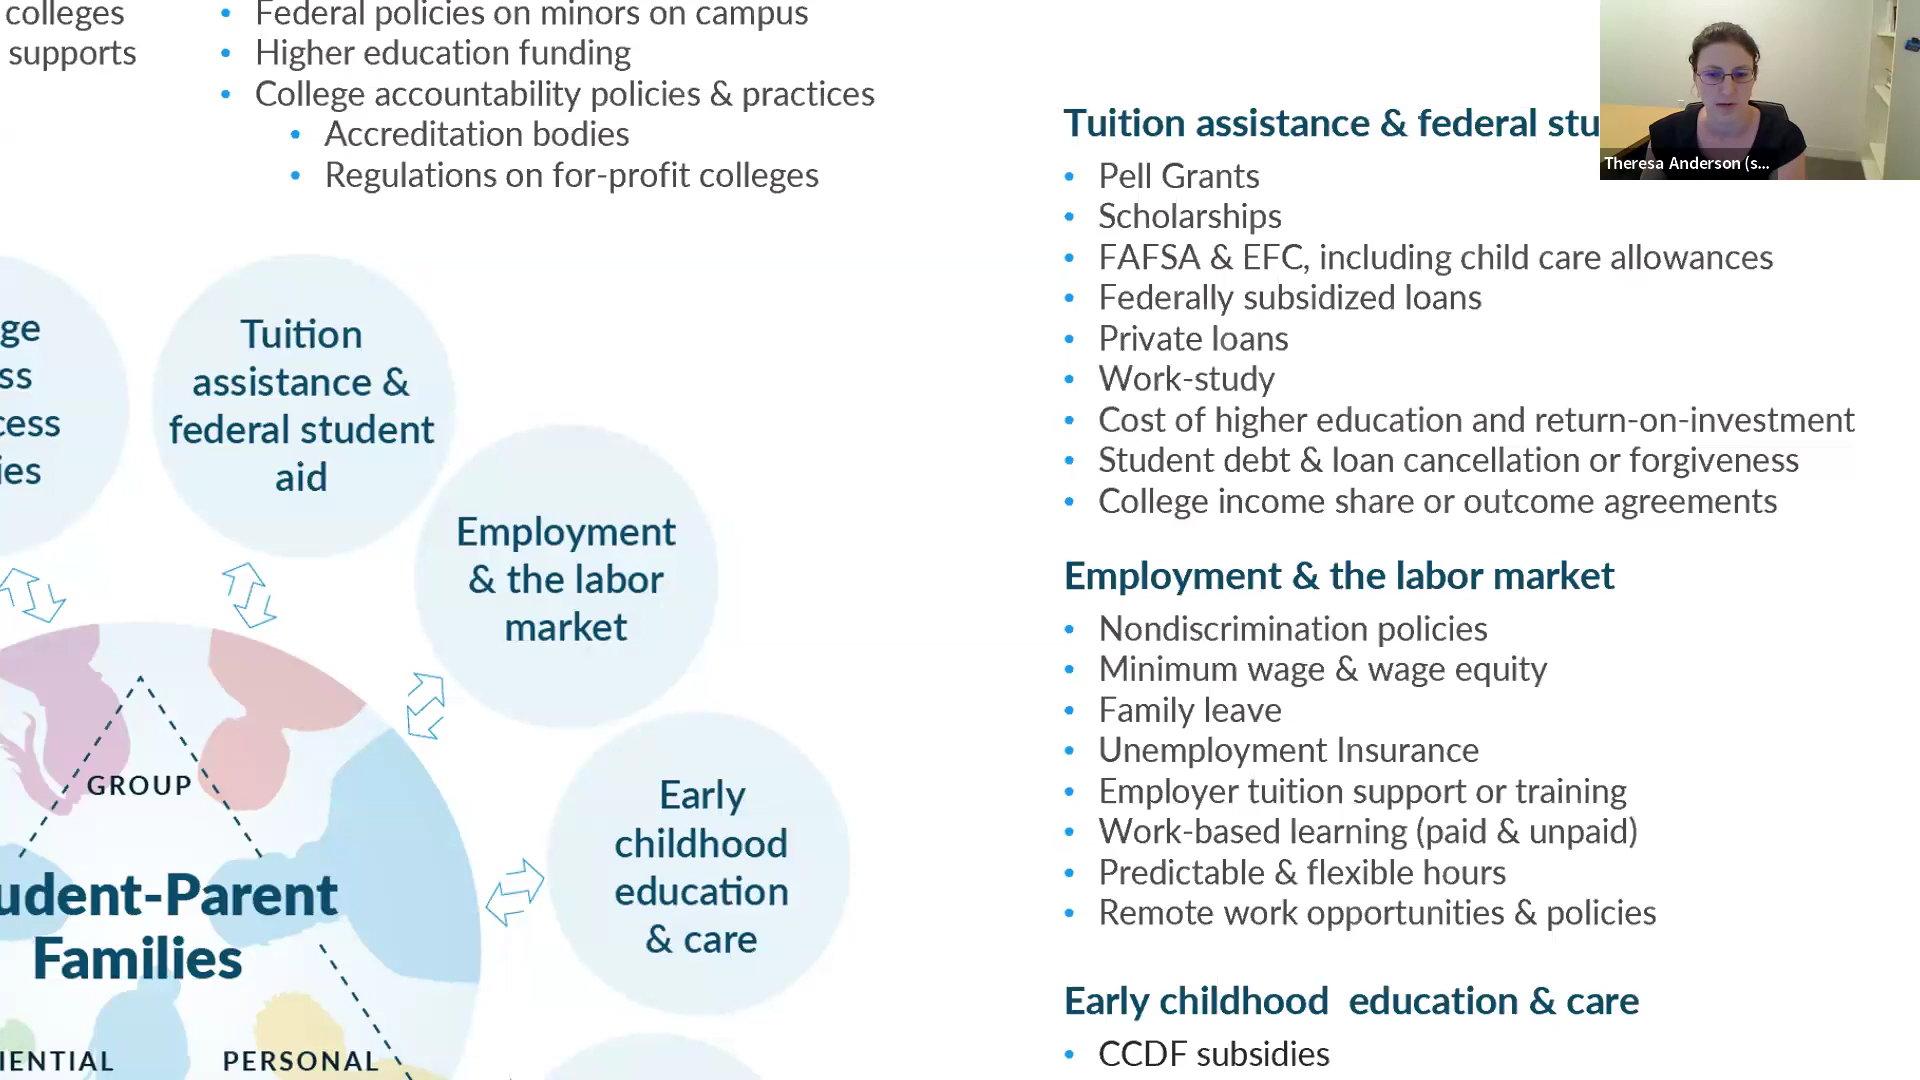 colleges
supports
• Federal policies on minors on campus
• Higher education funding
• College accountability policies & practices
• Accreditation bodies
• Regulations on for-profit colleges
Theresa Anderson (s...
Tuition assistance & federal stu
• Pell Grants
• Scholarships
• FAFSA & EFC, including child care allowances
• Federally subsidized loans
• Private loans
• Work-study
• Cost of higher education and return-on-investment
• Student debt & loan cancellation or forgiveness
• College income share or outcome agreements
Employment & the labor market
• Nondiscrimination policies
• Minimum wage & wage equity
• Family leave
• Unemployment Insurance
• Employer tuition support or training
• Work-based learning (paid & unpaid)
• Predictable & flexible hours
• Remote work opportunities & policies
Early childhood education & care
• CCDF subsidies
ge
ss
cess
ies
Tuition
assistance &
federal student
aid
Employment
& the labor
market
Early
childhood
education
& care
GROUP
udent-Parent
Families
IENTIAL
PERSONAL